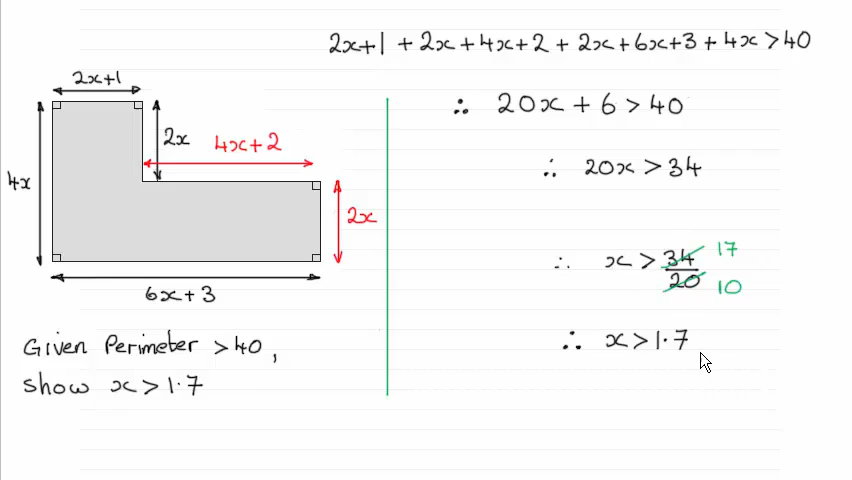 2x+1 + 2x + 4x + 2 + 2x + 6x + 3 + 4x > 40
2x+1
2x
4x+2
4x
2x
6x + 3
Given Perimeter > 40,
show x > 1.7
∴ 20x + 6 > 40
∴ 20x > 34
∴ x > 34/20 17 10
∴ x > 1.7